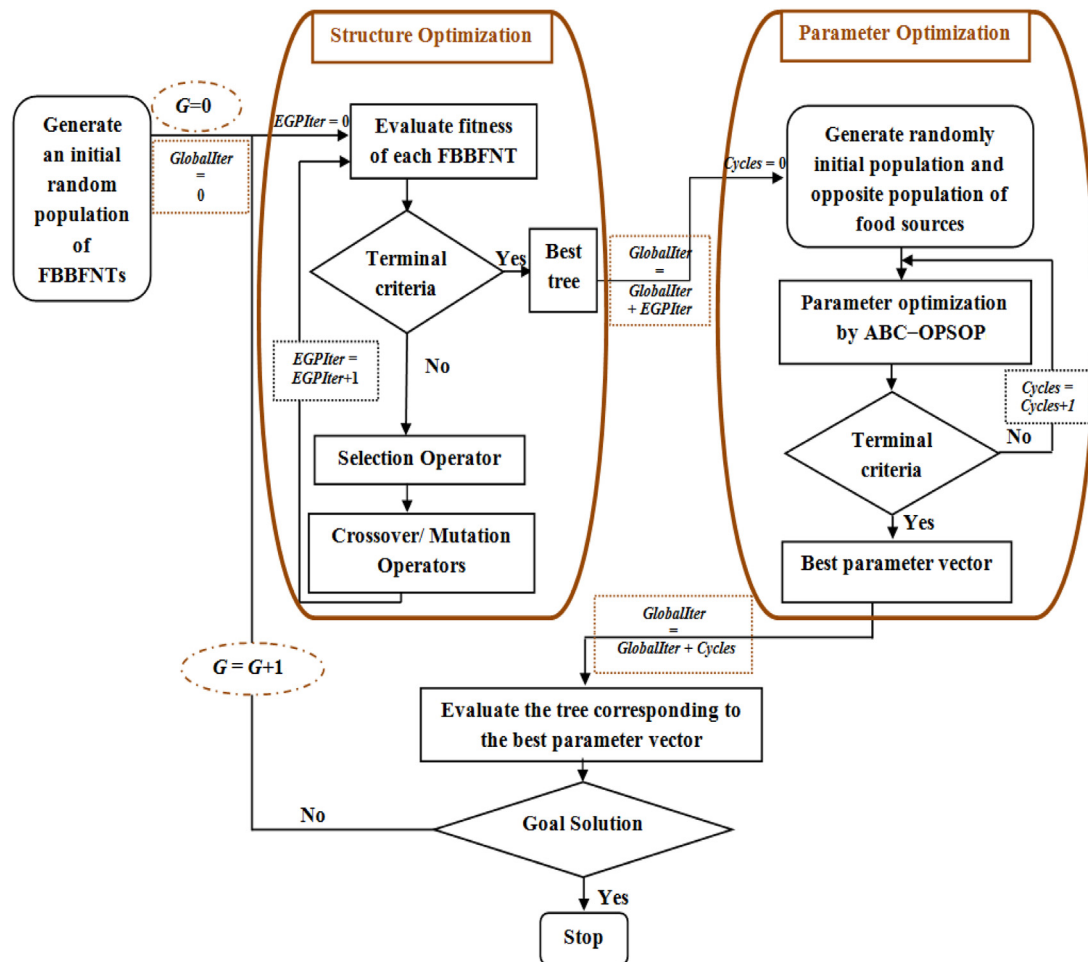 Structure Optimization
Parameter Optimization
Generate
an initial
random
population
of
FBBFNTs
G=0
GlobalIter
=
0
EGPIter = 0
Evaluate fitness
of each FBBFNT
Terminal
criteria
Yes
Best
tree
No
EGPIter =
EGPIter+1
Selection Operator
Crossover/ Mutation
Operators
GlobalIter
=
GlobalIter
+ EGPIter
Cycles = 0
Generate randomly
initial population and
opposite population of
food sources
Parameter optimization
by ABC−OPSOP
Cycles =
Cycles+1
Terminal
criteria
No
Yes
Best parameter vector
GlobalIter
=
GlobalIter + Cycles
G = G+1
Evaluate the tree corresponding to
the best parameter vector
No
Goal Solution
Yes
Stop